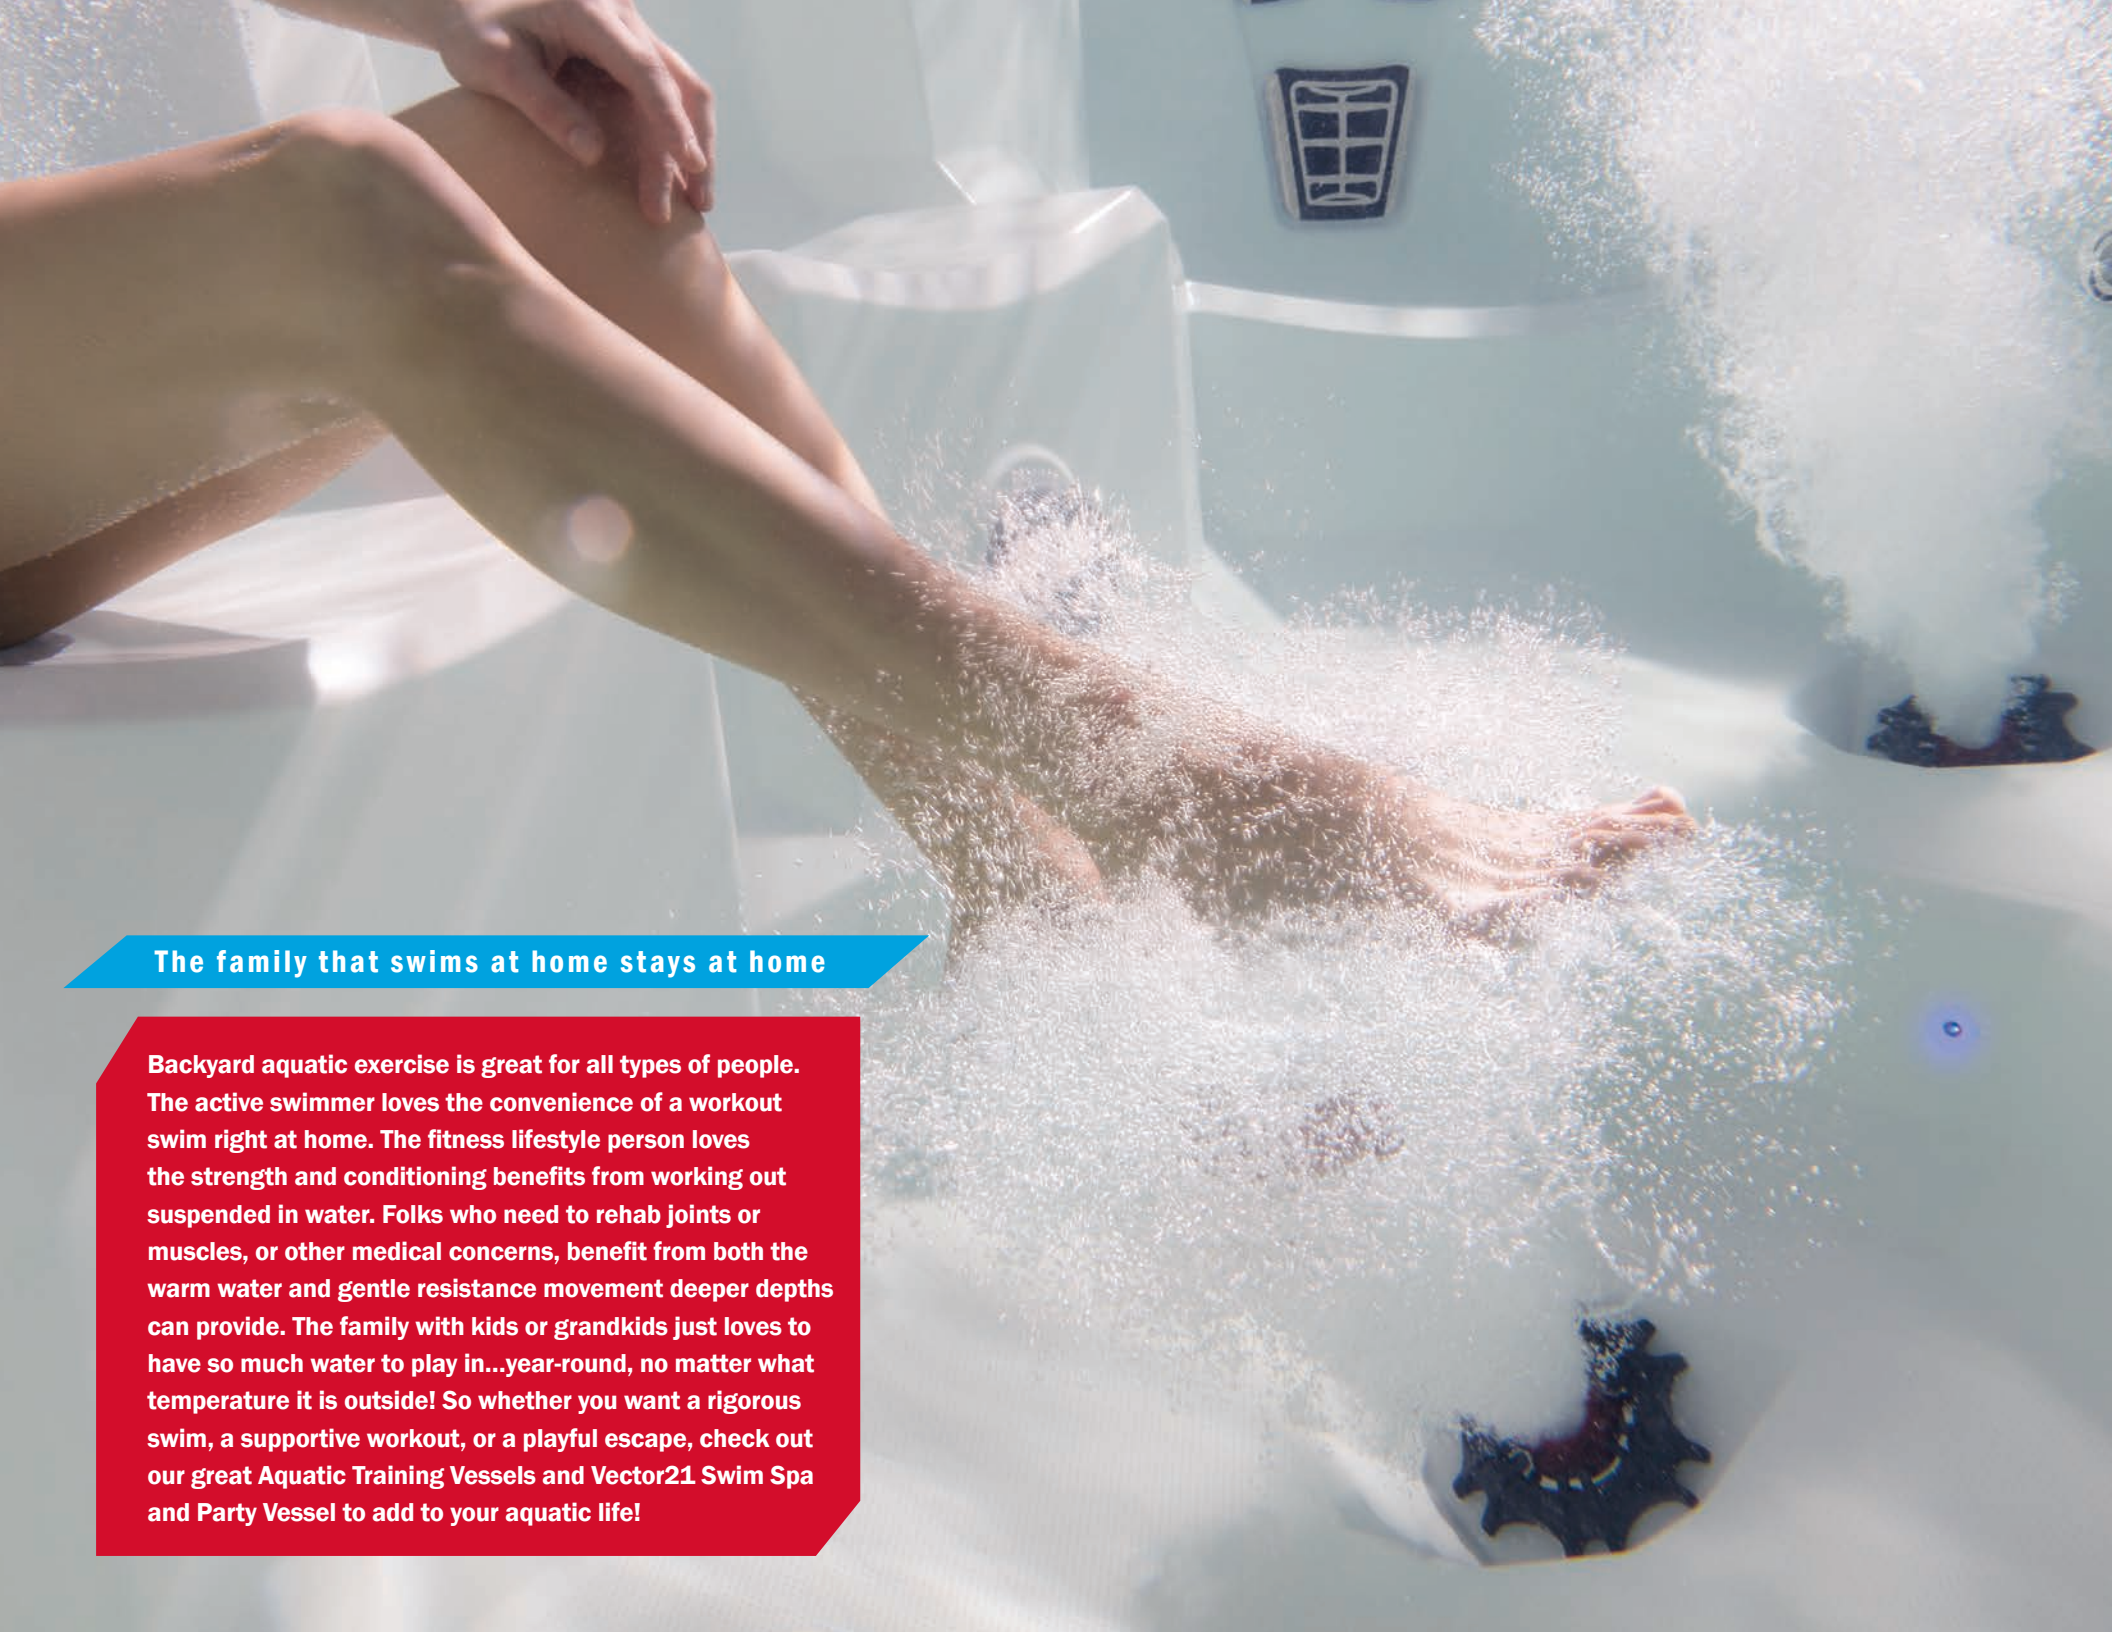 The family that swims at home stays at home
Backyard aquatic exercise is great for all types of people.
The active swimmer loves the convenience of a workout
swim right at home. The fitness lifestyle person loves
the strength and conditioning benefits from working out
suspended in water. Folks who need to rehab joints or
muscles, or other medical concerns, benefit from both the
warm water and gentle resistance movement deeper depths
can provide. The family with kids or grandkids just loves to
have so much water to play in...year-round, no matter what
temperature it is outside! So whether you want a rigorous
swim, a supportive workout, or a playful escape, check out
our great Aquatic Training Vessels and Vector21 Swim Spa
and Party Vessel to add to your aquatic life!